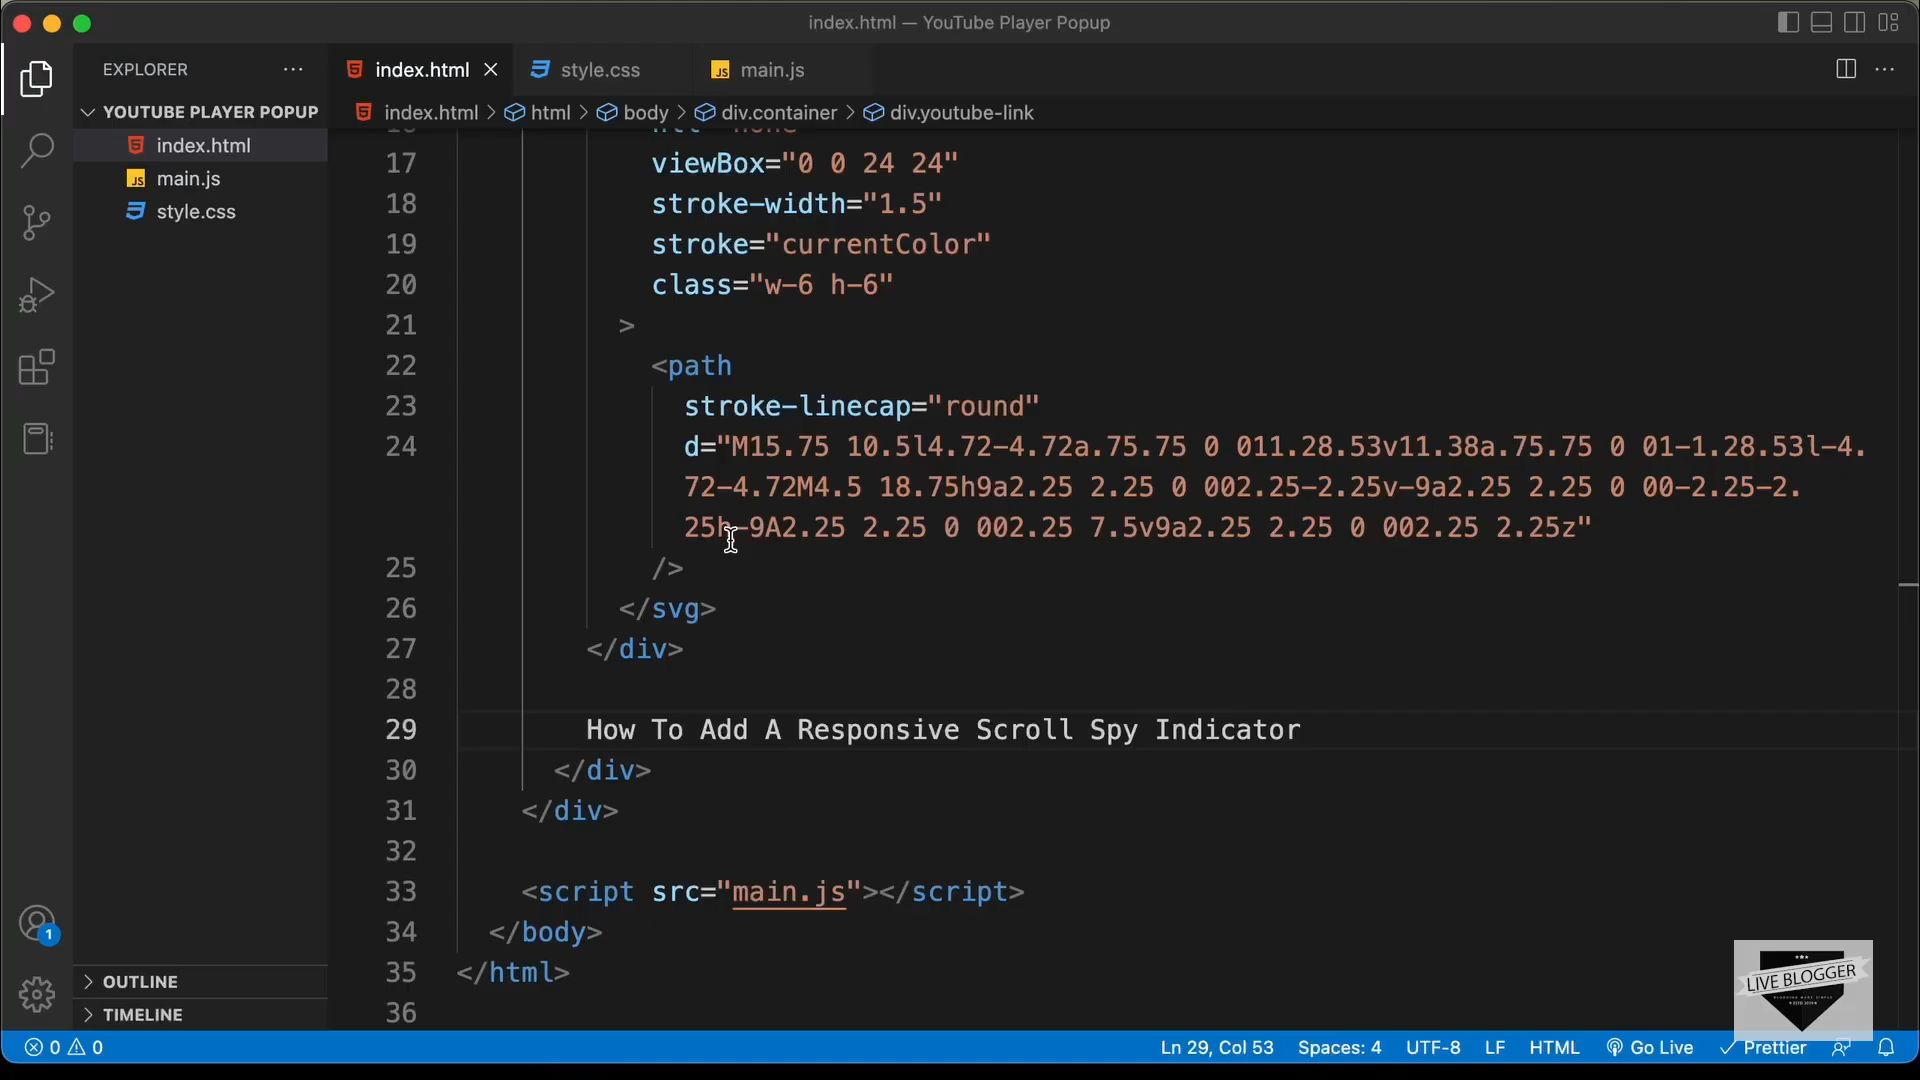 index.html — YouTube Player Popup
EXPLORER
index.html
style.css
JS main.js
YOUTUBE PLAYER POPUP
index.html > html > body > div.container > div.youtube-link
index.html
JS main.js
style.css
17 viewBox="0 0 24 24"
18 stroke-width="1.5"
19 stroke="currentColor"
20 class="w-6 h-6"
21 >
22 <path
23 stroke-linecap="round"
24 d="M15.75 10.5l4.72-4.72a.75.75 0 011.28.53v11.38a.75.75 0 01-1.28.53l-4.
72-4.72M4.5 18.75h9a2.25 2.25 0 002.25-2.25v-9a2.25 2.25 0 00-2.25-2.
25h-9A2.25 2.25 0 002.25 7.5v9a2.25 2.25 0 002.25 2.25z"
25 />
26 </svg>
27 </div>
28
29 How To Add A Responsive Scroll Spy Indicator
30 </div>
31 </div>
32
33 <script src="main.js"></script>
34 </body>
35 </html>
36
1
OUTLINE
TIMELINE
LIVE BLOGGER
0 0
Ln 29, Col 53
Spaces: 4
UTF-8
LF
HTML
Go Live
Prettier